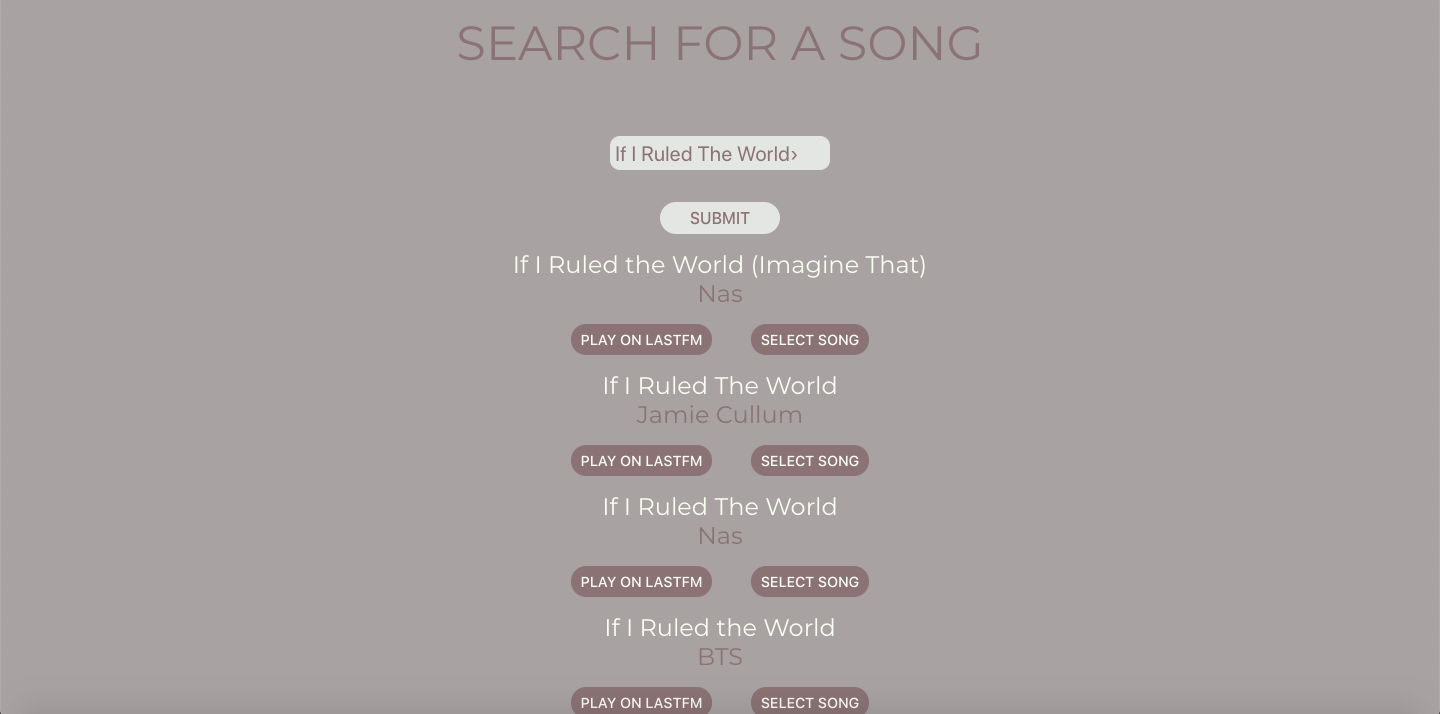 SEARCH FOR A SONG
If I Ruled The World›
SUBMIT
If I Ruled the World (Imagine That)
Nas
PLAY ON LASTFM SELECT SONG
If I Ruled The World
Jamie Cullum
PLAY ON LASTFM SELECT SONG
If I Ruled The World
Nas
PLAY ON LASTFM SELECT SONG
If I Ruled the World
BTS
PLAY ON LASTFM SELECT SONG